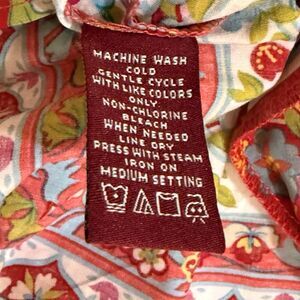 MACHINE WASH
COLD
GENTLE CYCLE
WITH LIKE COLORS
ONLY
NON-CHLORINE
BLEACH
WHEN NEEDED
LINE DRY
PRESS WITH STEAM
IRON ON
MEDIUM SETTING